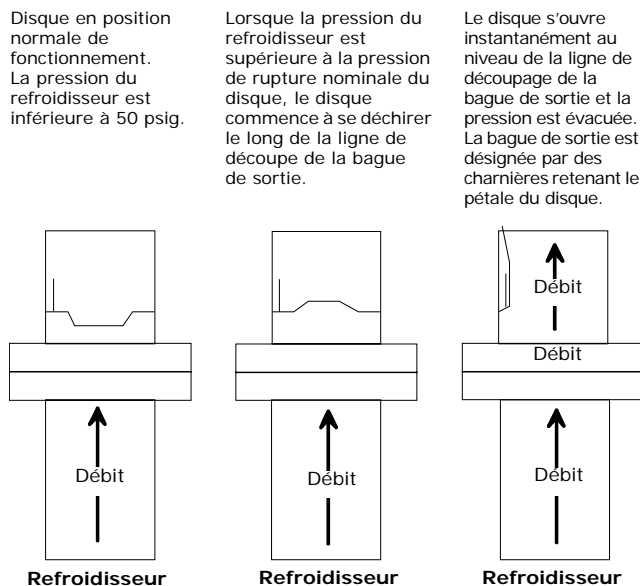 Disque en position
normale de
fonctionnement.
La pression du
refroidisseur est
inférieure à 50 psig.
Lorsque la pression du
refroidisseur est
supérieure à la pression
de rupture nominale du
disque, le disque
commence à se déchirer
le long de la ligne de
découpe de la bague
de sortie.
Le disque s’ouvre
instantanément au
niveau de la ligne de
découpage de la
bague de sortie et la
pression est évacuée.
La bague de sortie est
désignée par des
charnières retenant le
pétale du disque.
Débit
Débit
Débit
Débit
Débit
Refroidisseur
Refroidisseur
Refroidisseur